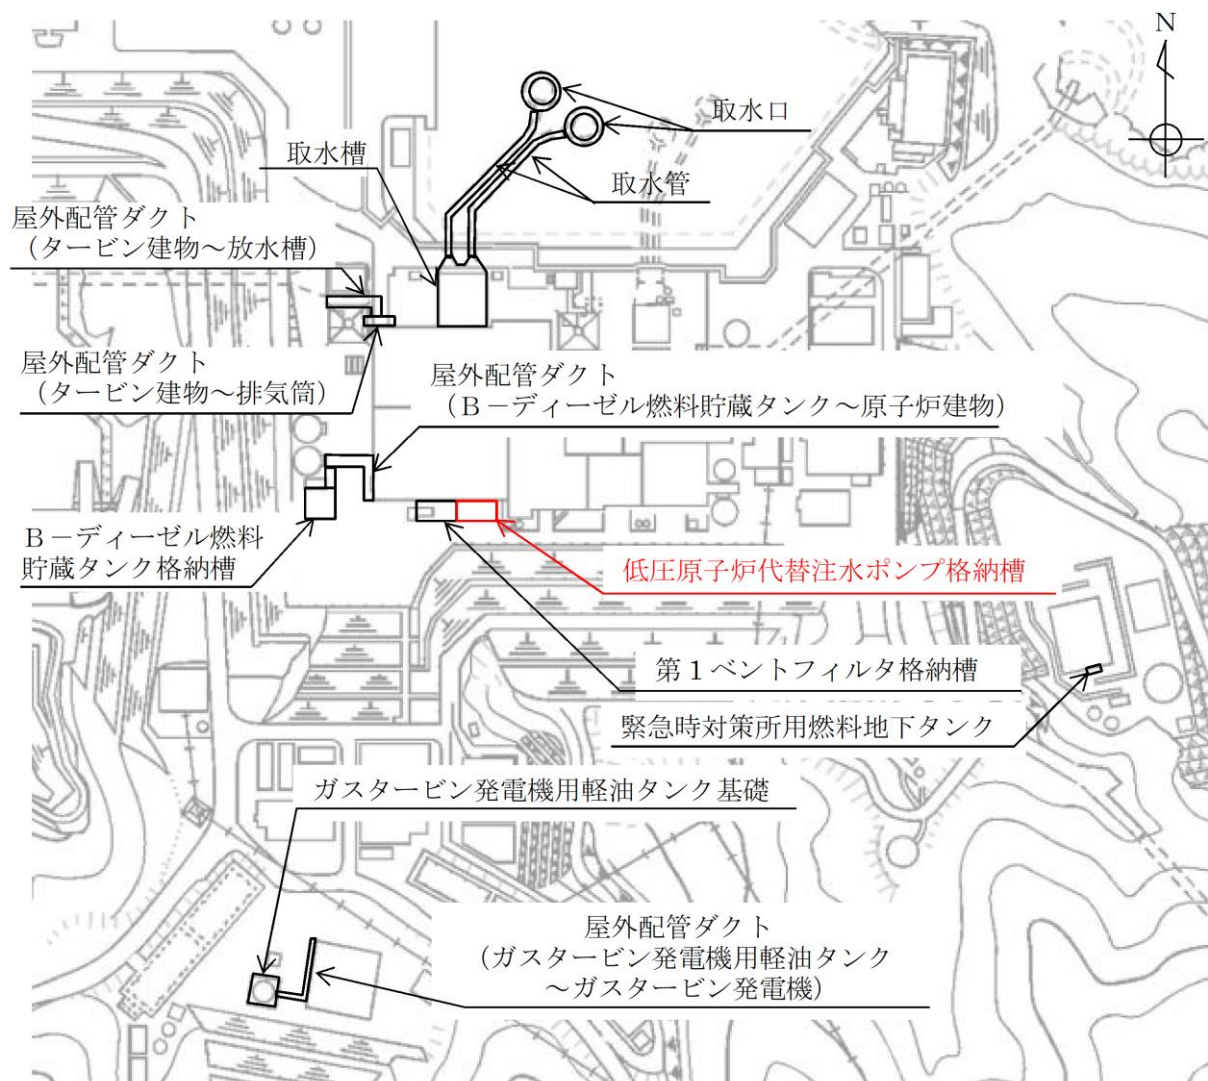 N
取水口
取水槽
取水管
屋外配管ダクト
（タービン建物～放水槽）
屋外配管ダクト
（タービン建物～排気筒）
屋外配管ダクト
（Ｂ－ディーゼル燃料貯蔵タンク～原子炉建物）
Ｂ－ディーゼル燃料
貯蔵タンク格納槽
低圧原子炉代替注水ポンプ格納槽
第１ベントフィルタ格納槽
緊急時対策所用燃料地下タンク
ガスタービン発電機用軽油タンク基礎
屋外配管ダクト
（ガスタービン発電機用軽油タンク
～ガスタービン発電機）